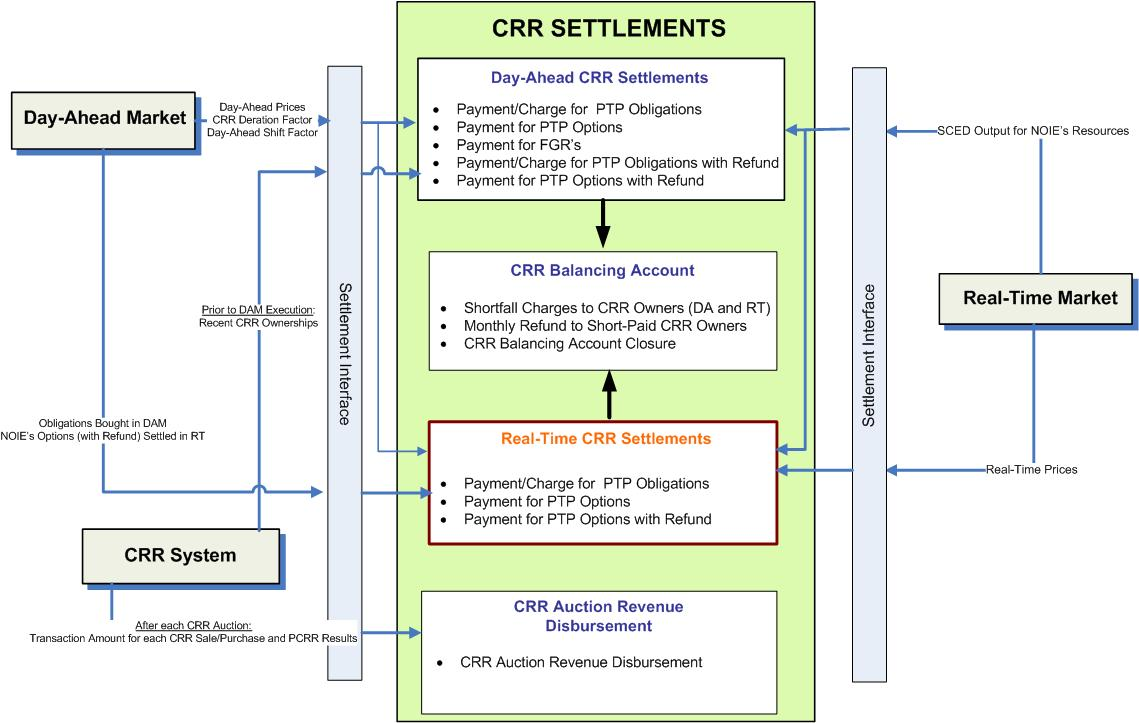 CRR SETTLEMENTS
Day-Ahead CRR Settlements
• Payment/Charge for PTP Obligations
• Payment for PTP Options
• Payment for FGR's
• Payment/Charge for PTP Obligations with Refund
• Payment for PTP Options with Refund
Day-Ahead Market
Day-Ahead Prices
CRR Deration Factor
Day-Ahead Shift Factor
SCED Output for NOIE's Resources
CRR Balancing Account
• Shortfall Charges to CRR Owners (DA and RT)
• Monthly Refund to Short-Paid CRR Owners
• CRR Balancing Account Closure
Real-Time Market
Prior to DAM Execution:
Recent CRR Ownerships
Settlement Interface
Settlement Interface
Obligations Bought in DAM
NOIE's Options (with Refund) Settled in RT
Real-Time CRR Settlements
• Payment/Charge for PTP Obligations
• Payment for PTP Options
• Payment for PTP Options with Refund
Real-Time Prices
CRR System
After each CRR Auction:
Transaction Amount for each CRR Sale/Purchase and PCRR Results
CRR Auction Revenue
Disbursement
• CRR Auction Revenue Disbursement